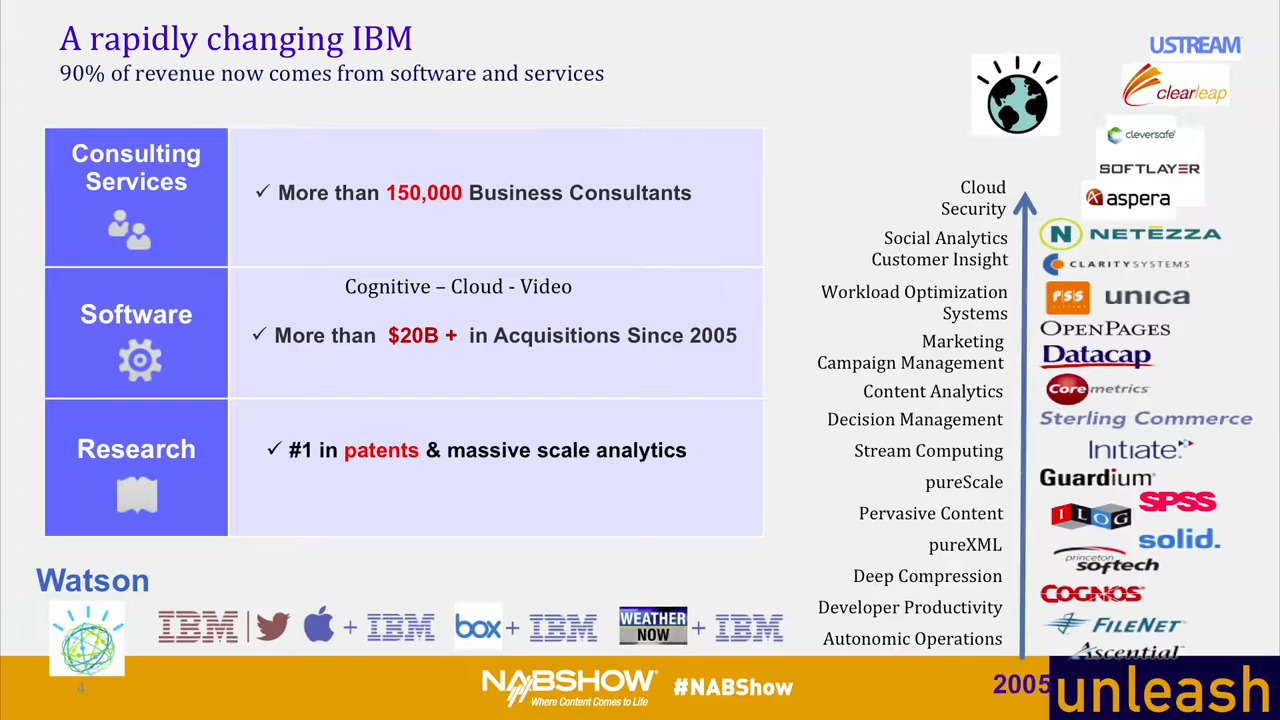 A rapidly changing IBM
90% of revenue now comes from software and services
Consulting
Services
✓ More than 150,000 Business Consultants
Software
Cognitive – Cloud - Video
✓ More than $20B + in Acquisitions Since 2005
Research
✓ #1 in patents & massive scale analytics
Watson
IBM | + IBM box + IBM WEATHER NOW + IBM
Cloud
Security
Social Analytics
Customer Insight
Workload Optimization
Systems
Marketing
Campaign Management
Content Analytics
Decision Management
Stream Computing
pureScale
Pervasive Content
pureXML
Deep Compression
Developer Productivity
Autonomic Operations
USTREAM
clearleap
cleversafe
SOFTLAYER
aspera
N NETEZZA
CLARITY SYSTEMS
PSS unica
OPENPAGES
Datacap
Coremetrics
Sterling Commerce
Initiate
Guardium
SPSS
ILOG
solid.
princeton
softech
COGNOS
FILENET
Ascential
4
NABSHOW
Where Content Comes to Life
#NABShow
2005
unleash